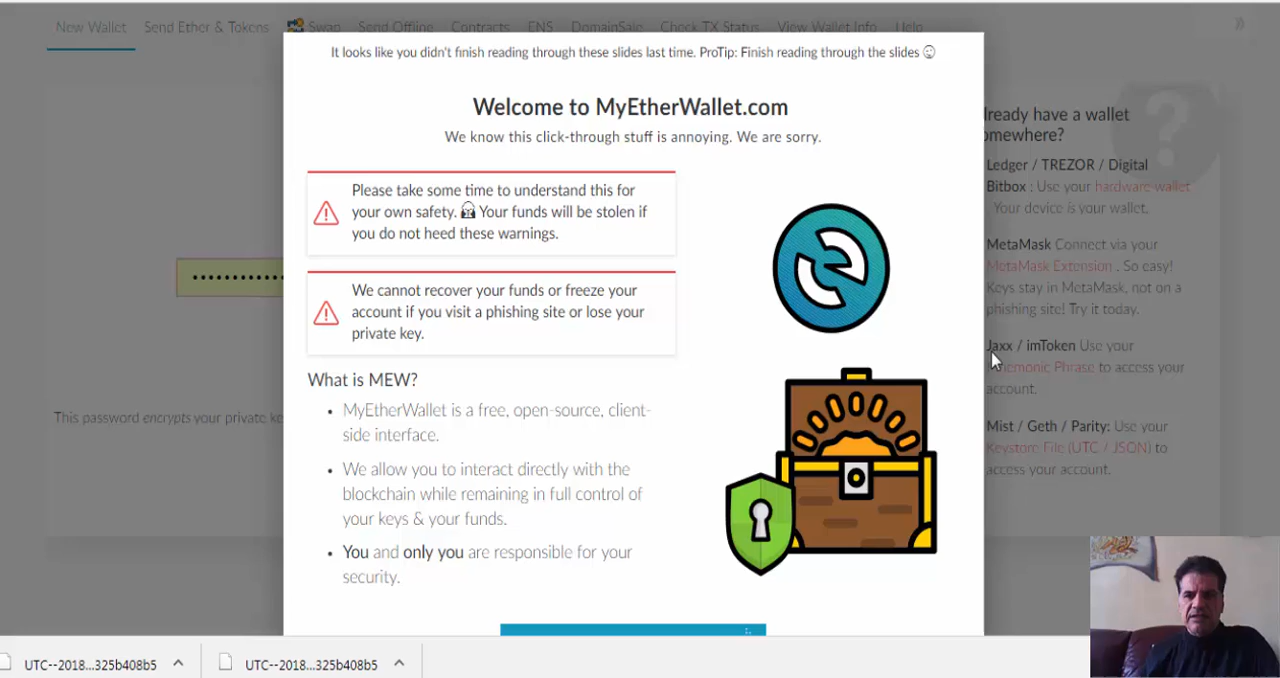 New Wallet Send Ether & Tokens Swap Send Offline Contracts ENS DomainSale Check TX Status View Wallet Info Help
It looks like you didn't finish reading through these slides last time. ProTip: Finish reading through the slides
Welcome to MyEtherWallet.com
We know this click-through stuff is annoying. We are sorry.
Please take some time to understand this for
your own safety. Your funds will be stolen if
you do not heed these warnings.
We cannot recover your funds or freeze your
account if you visit a phishing site or lose your
private key.
What is MEW?
• MyEtherWallet is a free, open-source, client-
side interface.
• We allow you to interact directly with the
blockchain while remaining in full control of
your keys & your funds.
• You and only you are responsible for your
security.
This password encrypts your private ke
lready have a wallet
omewhere?
Ledger / TREZOR / Digital
Bitbox : Use your hardware wallet
. Your device is your wallet.
MetaMask Connect via your
MetaMask Extension . So easy!
Keys stay in MetaMask, not on a
phishing site! Try it today.
Jaxx / imToken Use your
Mnemonic Phrase to access your
account.
Mist / Geth / Parity: Use your
Keystore File (UTC / JSON) to
access your account.
UTC--2018...325b408b5
UTC--2018...325b408b5